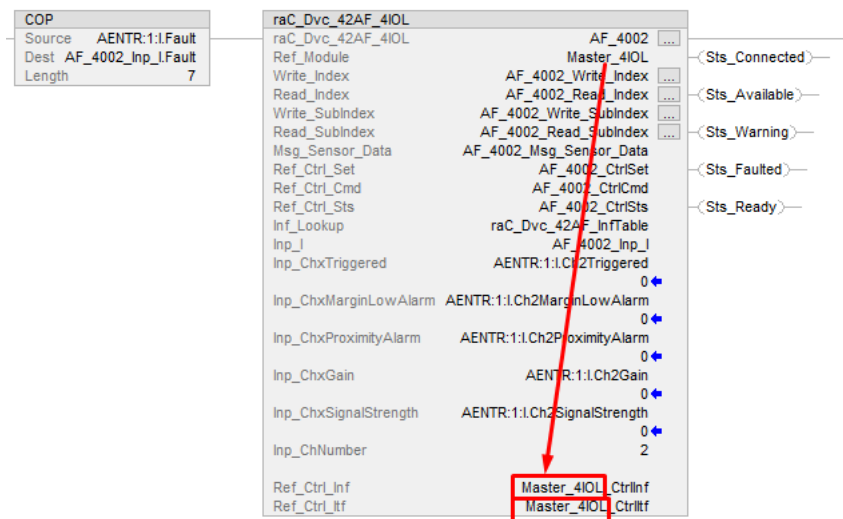 COP
Source AENTR:1:I.Fault
Dest AF_4002_Inp_I.Fault
Length 7
raC_Dvc_42AF_4IOL
raC_Dvc_42AF_4IOL AF_4002 ...
Ref_Module Master_4IOL
Write_Index AF_4002_Write_Index ...
Read_Index AF_4002_Read_Index ...
Write_SubIndex AF_4002_Write_SubIndex ...
Read_SubIndex AF_4002_Read_SubIndex ...
Msg_Sensor_Data AF_4002_Msg_Sensor_Data
Ref_Ctrl_Set AF_4002_CtrlSet
Ref_Ctrl_Cmd AF_4002_CtrlCmd
Ref_Ctrl_Sts AF_4002_CtrlSts
Inf_Lookup raC_Dvc_42AF_InfTable
Inp_I AF_4002_Inp_I
Inp_ChxTriggered AENTR:1:I.Ch2Triggered
0
Inp_ChxMarginLowAlarm AENTR:1:I.Ch2MarginLowAlarm
0
Inp_ChxProximityAlarm AENTR:1:I.Ch2ProximityAlarm
0
Inp_ChxGain AENTR:1:I.Ch2Gain
0
Inp_ChxSignalStrength AENTR:1:I.Ch2SignalStrength
0
Inp_ChNumber 2
Ref_Ctrl_Inf Master_4IOL_CtrlInf
Ref_Ctrl_Itf Master_4IOL_CtrlItf
Sts_Connected
Sts_Available
Sts_Warning
Sts_Faulted
Sts_Ready